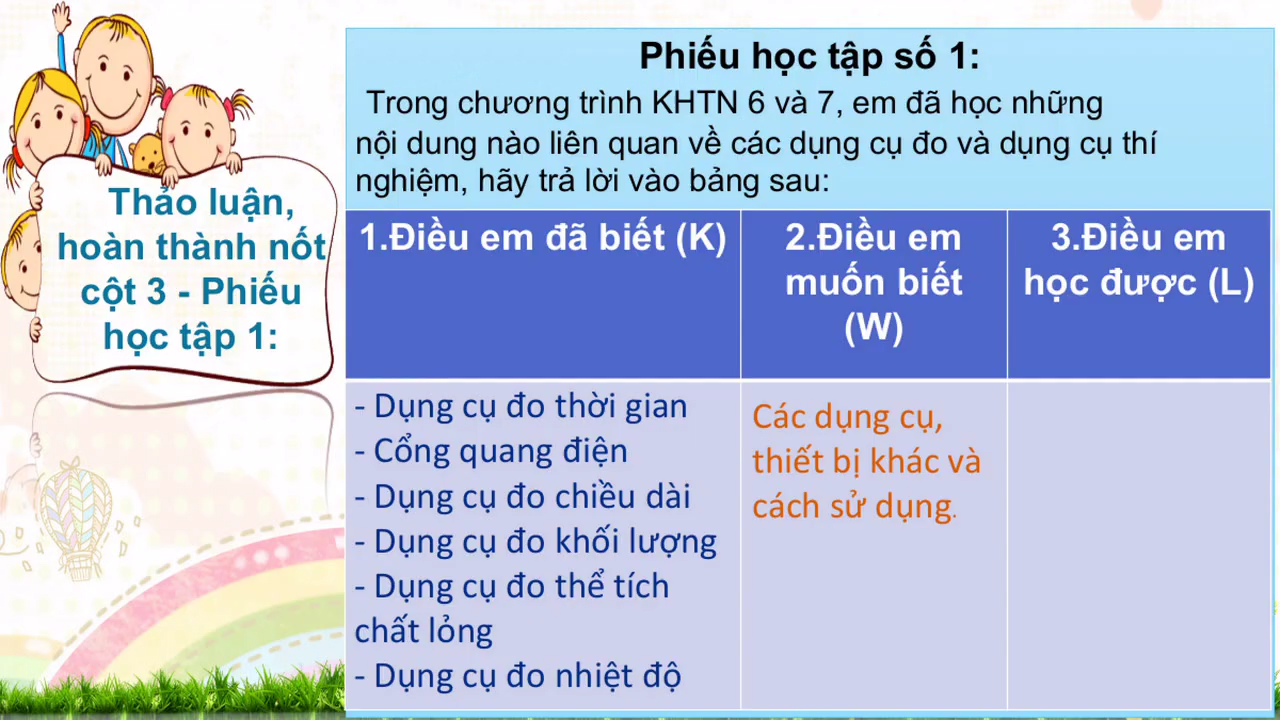 Thảo luận,
hoàn thành nốt
cột 3 - Phiếu
học tập 1:
Phiếu học tập số 1:
Trong chương trình KHTN 6 và 7, em đã học những
nội dung nào liên quan về các dụng cụ đo và dụng cụ thí
nghiệm, hãy trả lời vào bảng sau:
1.Điều em đã biết (K)
2.Điều em
muốn biết
(W)
3.Điều em
học được (L)
- Dụng cụ đo thời gian
- Cổng quang điện
- Dụng cụ đo chiều dài
- Dụng cụ đo khối lượng
- Dụng cụ đo thể tích
chất lỏng
- Dụng cụ đo nhiệt độ
Các dụng cụ,
thiết bị khác và
cách sử dụng.